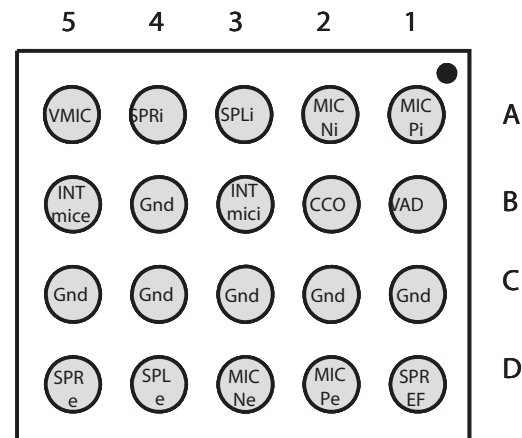 5 4 3 2 1
VMIC SPRi SPLi MIC Ni MIC Pi A
INT mice Gnd INT mici CCO VAD B
Gnd Gnd Gnd Gnd Gnd C
SPR e SPL e MIC Ne MIC Pe SPR EF D